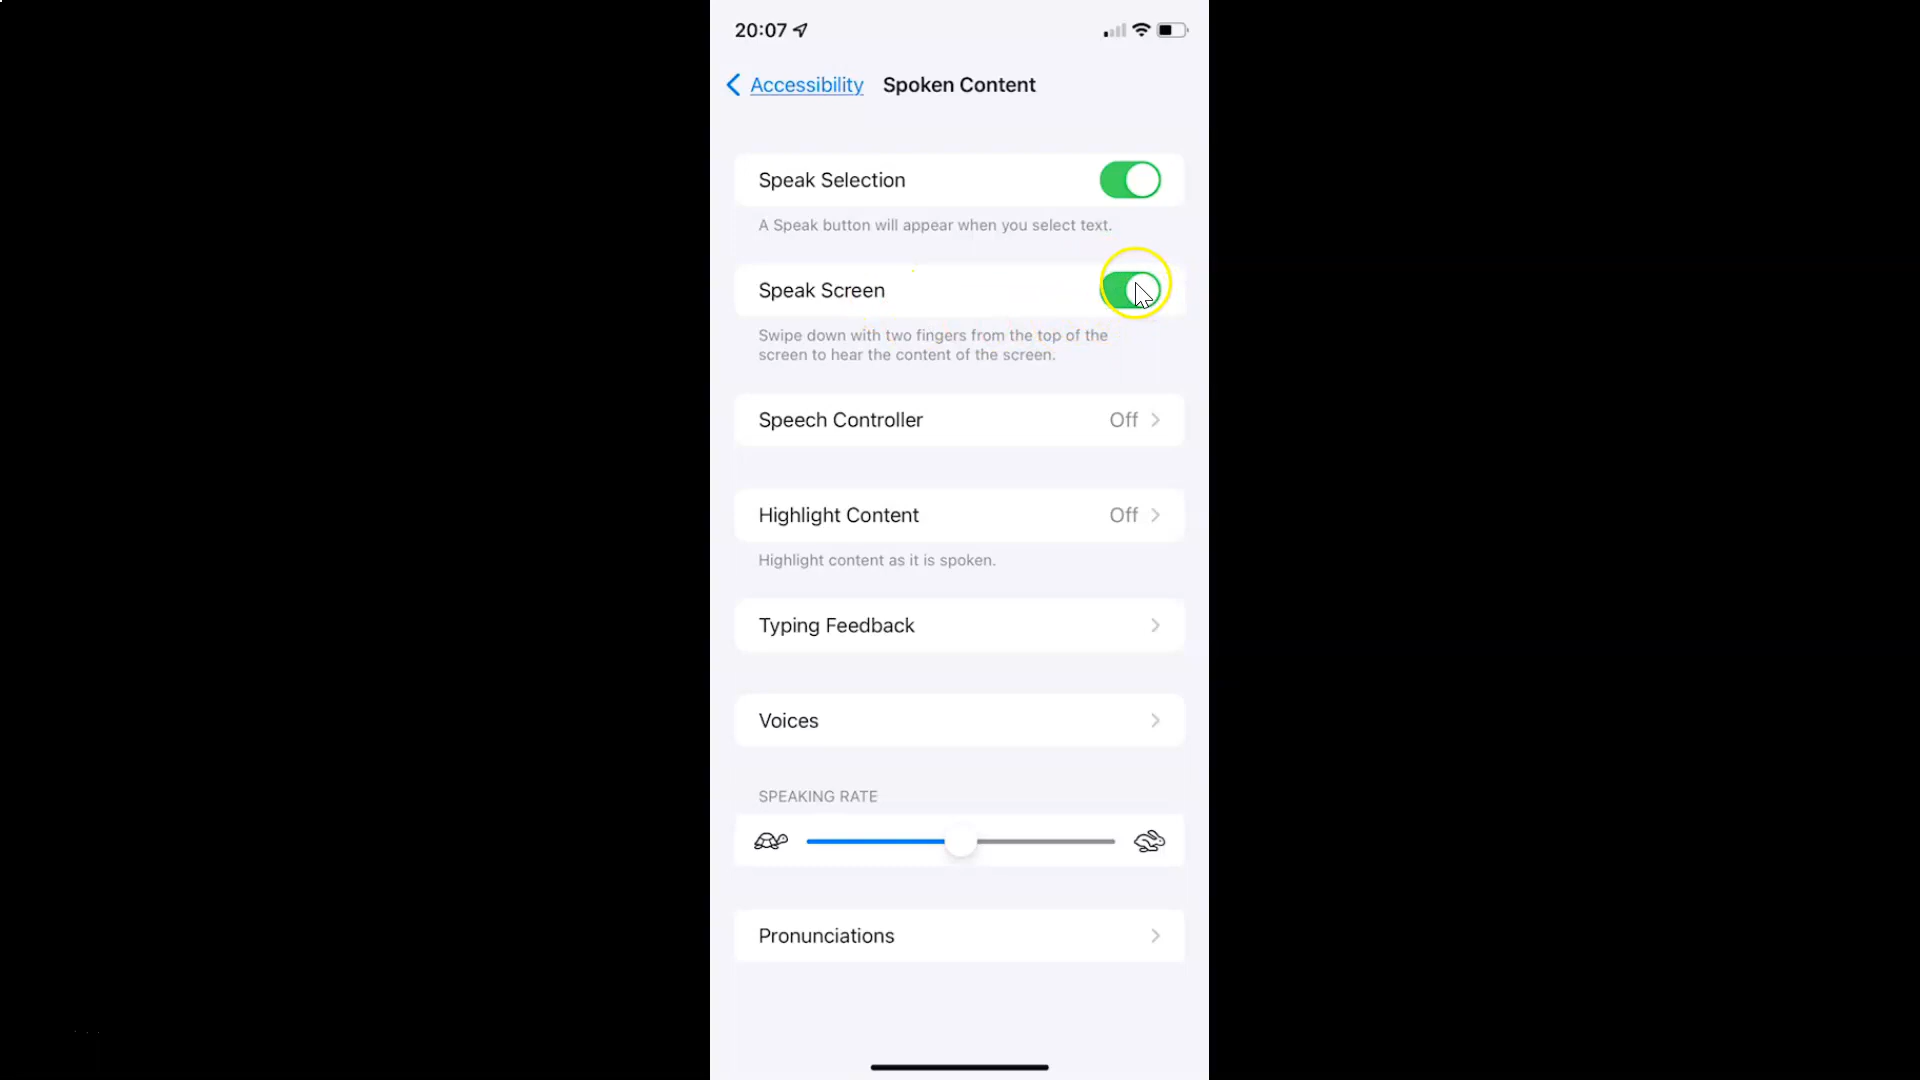 20:07
Accessibility Spoken Content
Speak Selection
A Speak button will appear when you select text.
Speak Screen
Swipe down with two fingers from the top of the
screen to hear the content of the screen.
Speech Controller Off
Highlight Content Off
Highlight content as it is spoken.
Typing Feedback
Voices
SPEAKING RATE
Pronunciations